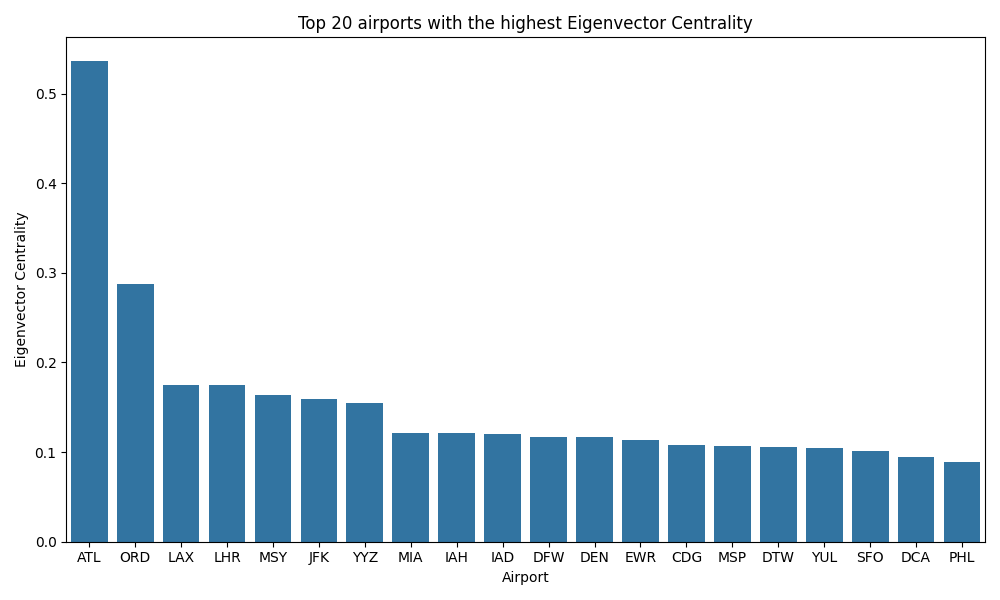 Top 20 airports with the highest Eigenvector Centrality
Eigenvector Centrality
0.5
0.4
0.3
0.2
0.1
0.0
ATL ORD LAX LHR MSY JFK YYZ MIA IAH IAD DFW DEN EWR CDG MSP DTW YUL SFO DCA PHL
Airport